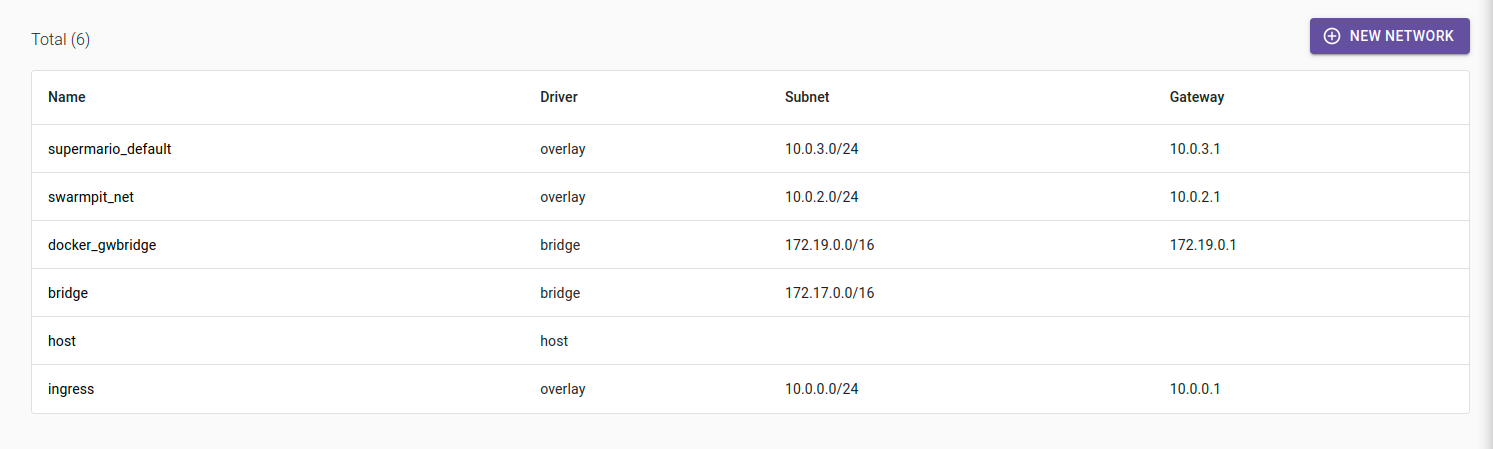 Total (6)
NEW NETWORK
Name Driver Subnet Gateway
supermario_default overlay 10.0.3.0/24 10.0.3.1
swarmpit_net overlay 10.0.2.0/24 10.0.2.1
docker_gwbridge bridge 172.19.0.0/16 172.19.0.1
bridge bridge 172.17.0.0/16
host host
ingress overlay 10.0.0.0/24 10.0.0.1